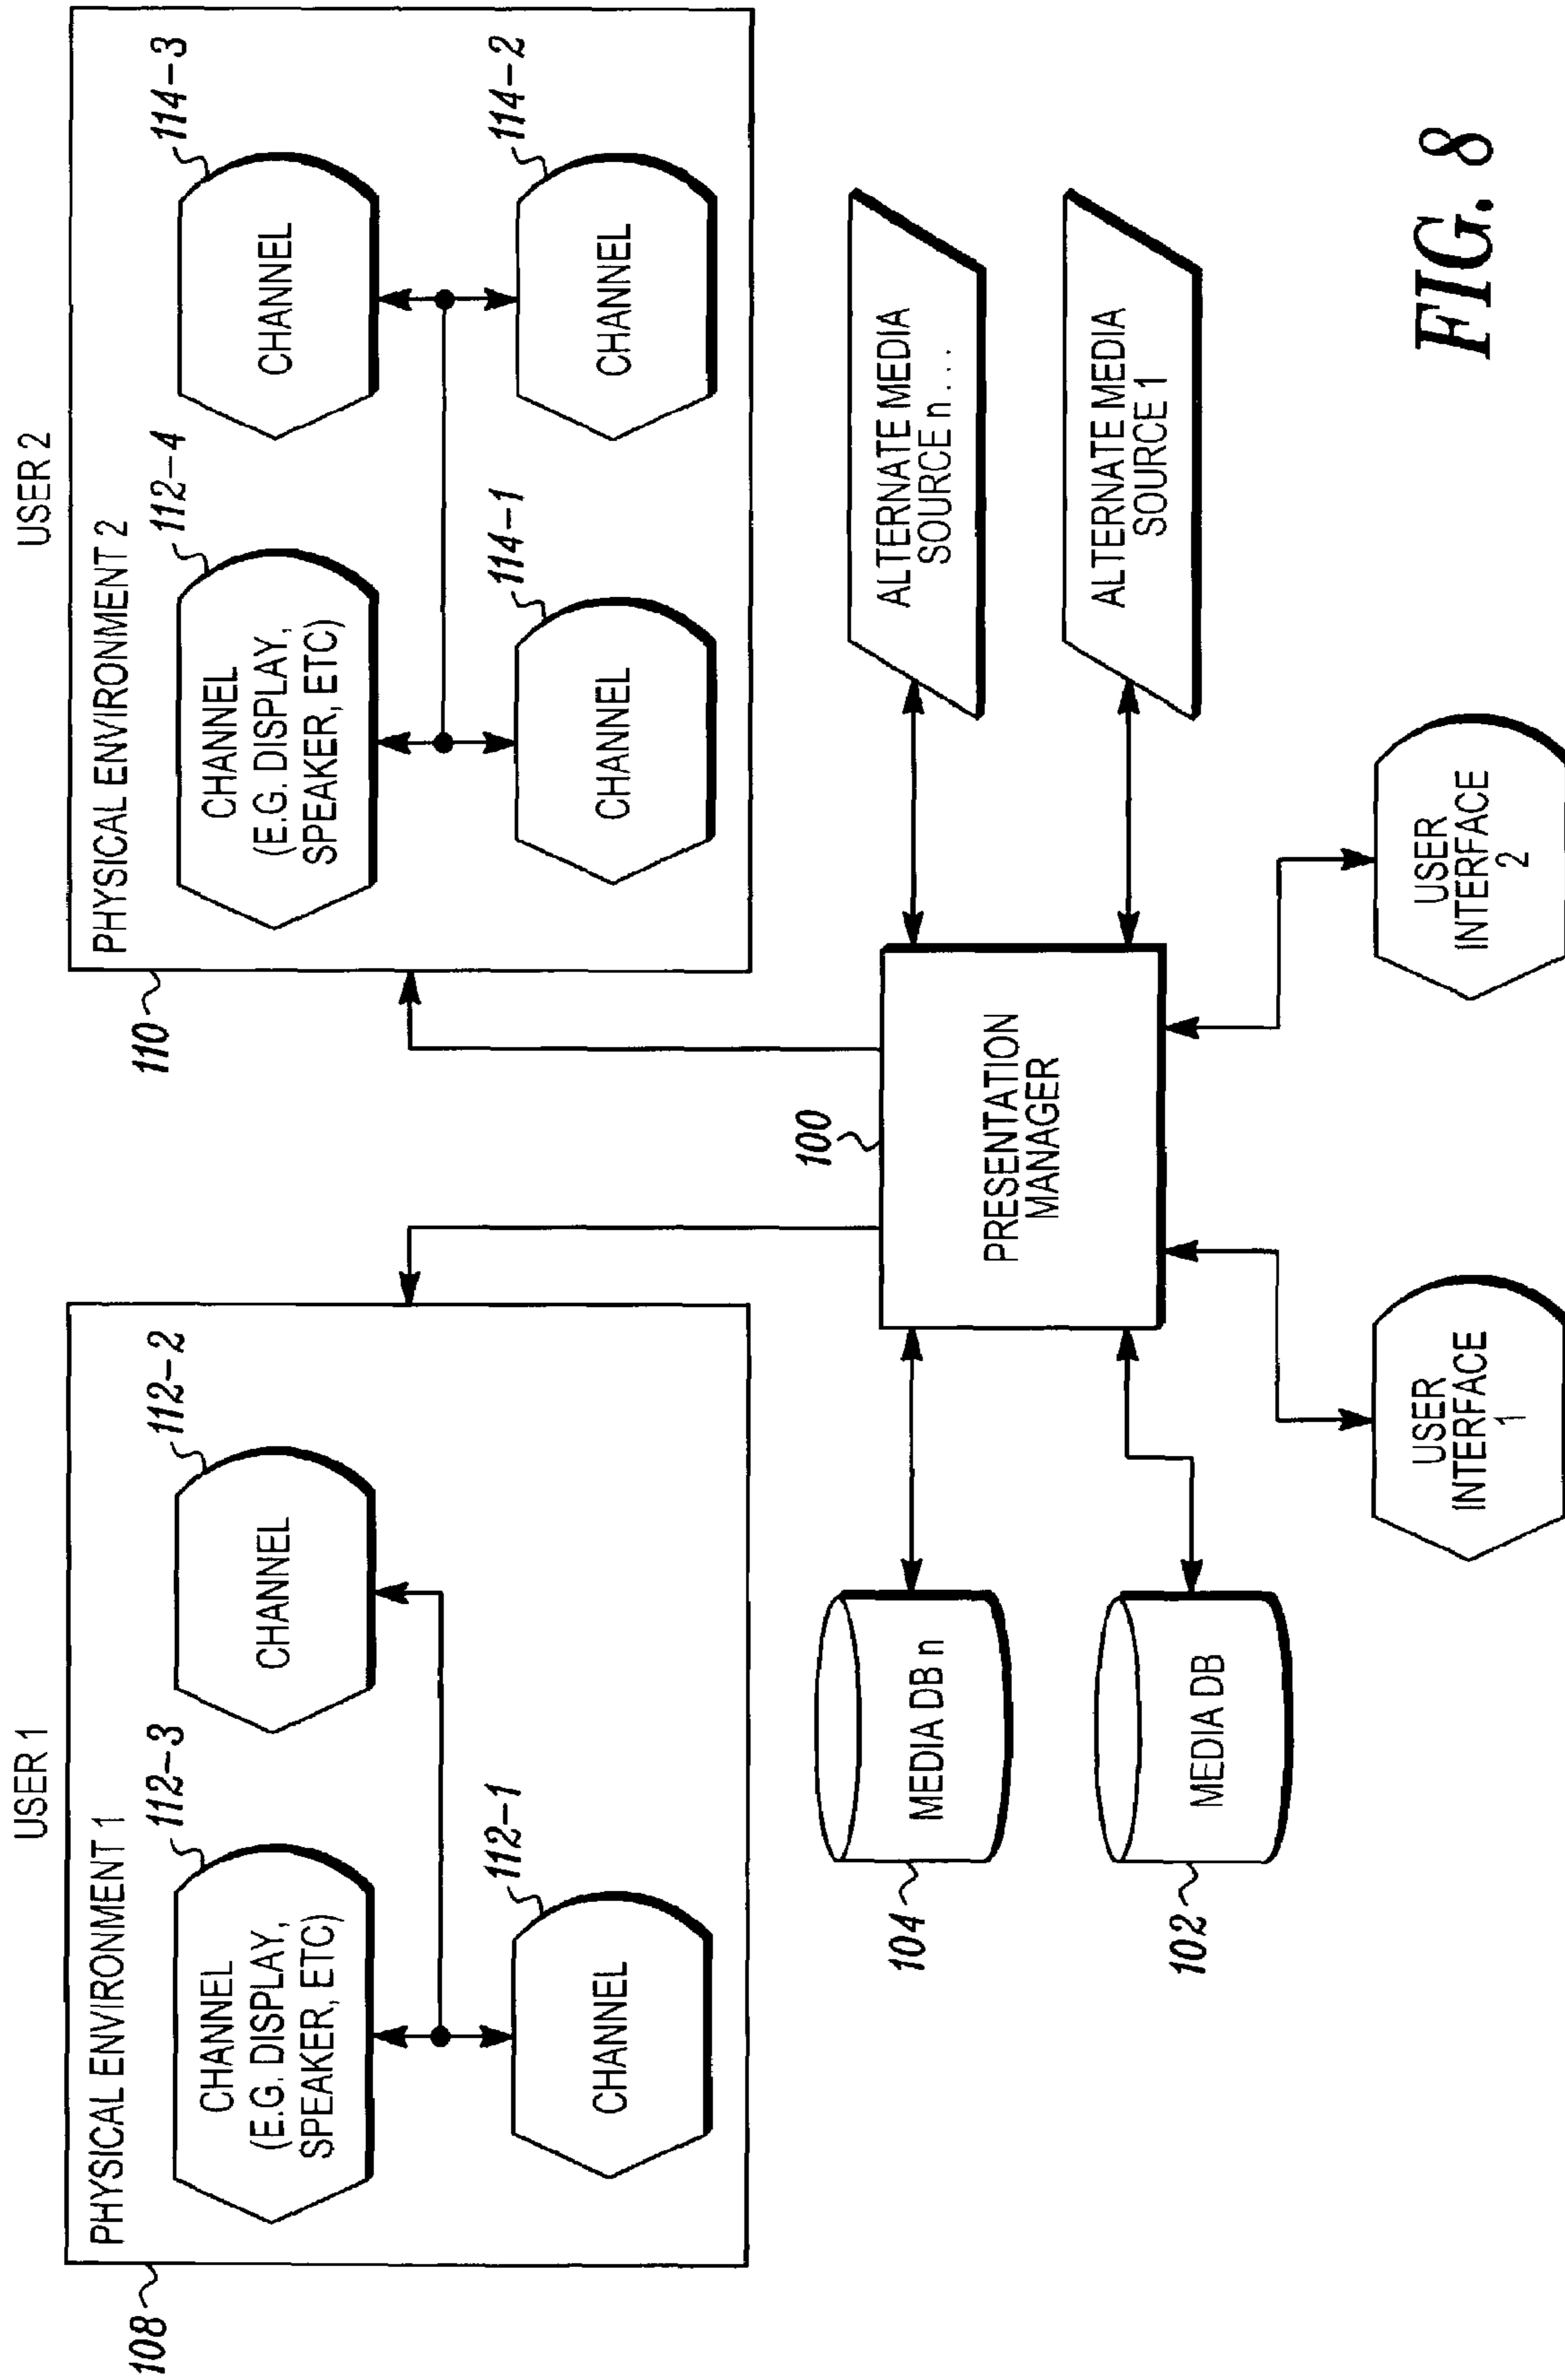 USER 1
PHYSICAL ENVIRONMENT 1
108
112-3
CHANNEL
(E.G. DISPLAY,
SPEAKER, ETC)
112-2
CHANNEL
112-1
CHANNEL
USER 2
PHYSICAL ENVIRONMENT 2
110
112-4
CHANNEL
(E.G. DISPLAY,
SPEAKER, ETC)
114-3
CHANNEL
114-1
CHANNEL
114-2
CHANNEL
104
MEDIA DB n
102
MEDIA DB
100
PRESENTATION
MANAGER
ALTERNATE MEDIA
SOURCE n ....
ALTERNATE MEDIA
SOURCE 1
USER
INTERFACE
1
USER
INTERFACE
2
FIG. 8